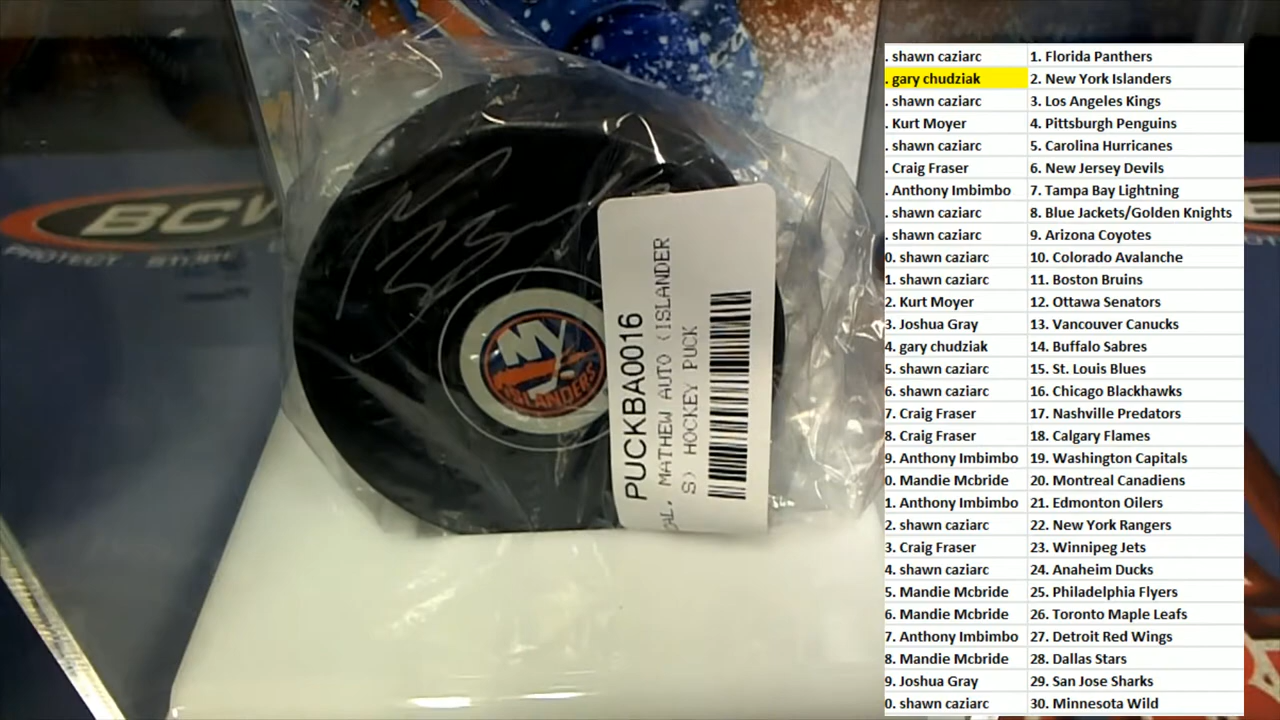 BCW
PROTECT
NY
ISLANDERS
PUCKBA0016
MATHEW AUTO (ISLANDER
S) HOCKEY PUCK
. shawn caziarc 1. Florida Panthers
. gary chudziak 2. New York Islanders
. shawn caziarc 3. Los Angeles Kings
. Kurt Moyer 4. Pittsburgh Penguins
. shawn caziarc 5. Carolina Hurricanes
. Craig Fraser 6. New Jersey Devils
. Anthony Imbimbo 7. Tampa Bay Lightning
. shawn caziarc 8. Blue Jackets/Golden Knights
. shawn caziarc 9. Arizona Coyotes
0. shawn caziarc 10. Colorado Avalanche
1. shawn caziarc 11. Boston Bruins
2. Kurt Moyer 12. Ottawa Senators
3. Joshua Gray 13. Vancouver Canucks
4. gary chudziak 14. Buffalo Sabres
5. shawn caziarc 15. St. Louis Blues
6. shawn caziarc 16. Chicago Blackhawks
7. Craig Fraser 17. Nashville Predators
8. Craig Fraser 18. Calgary Flames
9. Anthony Imbimbo 19. Washington Capitals
0. Mandie Mcbride 20. Montreal Canadiens
1. Anthony Imbimbo 21. Edmonton Oilers
2. shawn caziarc 22. New York Rangers
3. Craig Fraser 23. Winnipeg Jets
4. shawn caziarc 24. Anaheim Ducks
5. Mandie Mcbride 25. Philadelphia Flyers
6. Mandie Mcbride 26. Toronto Maple Leafs
7. Anthony Imbimbo 27. Detroit Red Wings
8. Mandie Mcbride 28. Dallas Stars
9. Joshua Gray 29. San Jose Sharks
0. shawn caziarc 30. Minnesota Wild